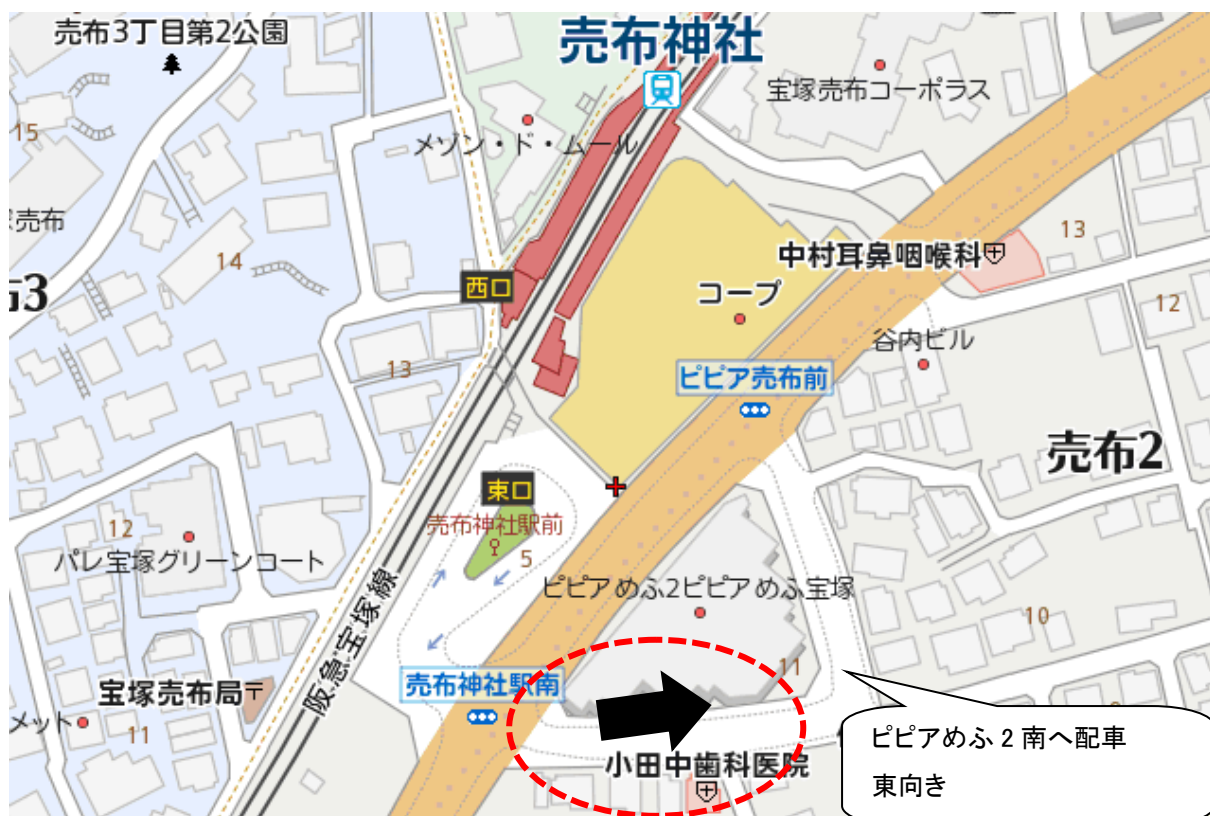 売布3丁目第2公園
売布神社
宝塚売布コーポラス
15
メゾン・ド・ムール
売布
14
13
中村耳鼻咽喉科
西口
コープ
12
3
谷内ビル
13
ピピア売布前
売布2
東口
売布神社駅前
12
5
パレ宝塚グリーンコート
ピピアめふ2ピピアめふ宝塚
10
阪急宝塚線
11
宝塚売布局〒
売布神社駅南
メット
11
ピピアめふ2南へ配車
東向き
小田中歯科医院